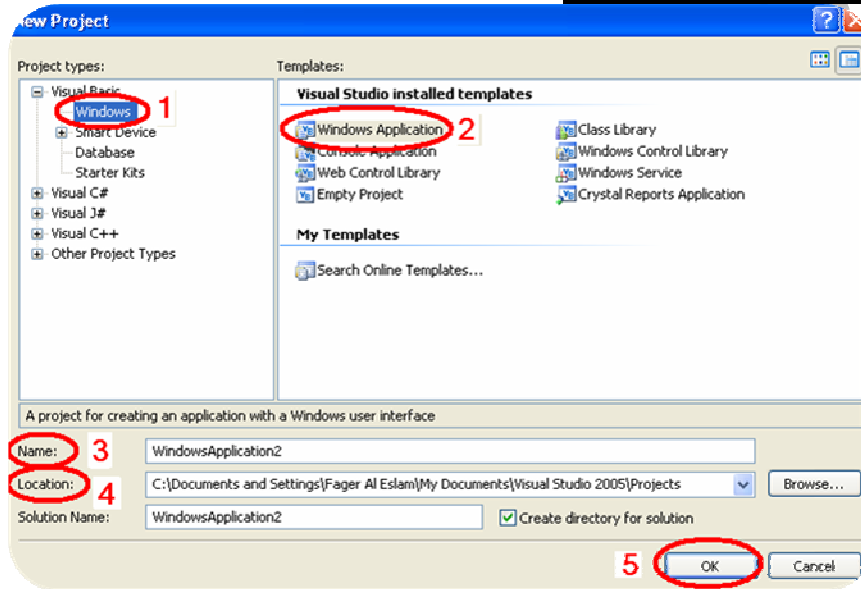 New Project
Project types:
Templates:
Visual Basic
Windows
1
Smart Device
Database
Starter Kits
Visual C#
Visual J#
Visual C++
Other Project Types
Visual Studio installed templates
Windows Application
2
Class Library
Console Application
Windows Control Library
Web Control Library
Windows Service
Empty Project
Crystal Reports Application
My Templates
Search Online Templates...
A project for creating an application with a Windows user interface
Name:
3
WindowsApplication2
Location:
4
C:\Documents and Settings\Fager Al Eslam\My Documents\Visual Studio 2005\Projects
Browse...
Solution Name:
WindowsApplication2
Create directory for solution
5
OK
Cancel